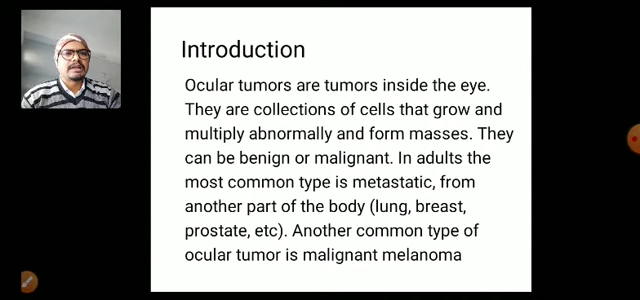 Introduction
Ocular tumors are tumors inside the eye.
They are collections of cells that grow and
multiply abnormally and form masses. They
can be benign or malignant. In adults the
most common type is metastatic, from
another part of the body (lung, breast,
prostate, etc). Another common type of
ocular tumor is malignant melanoma